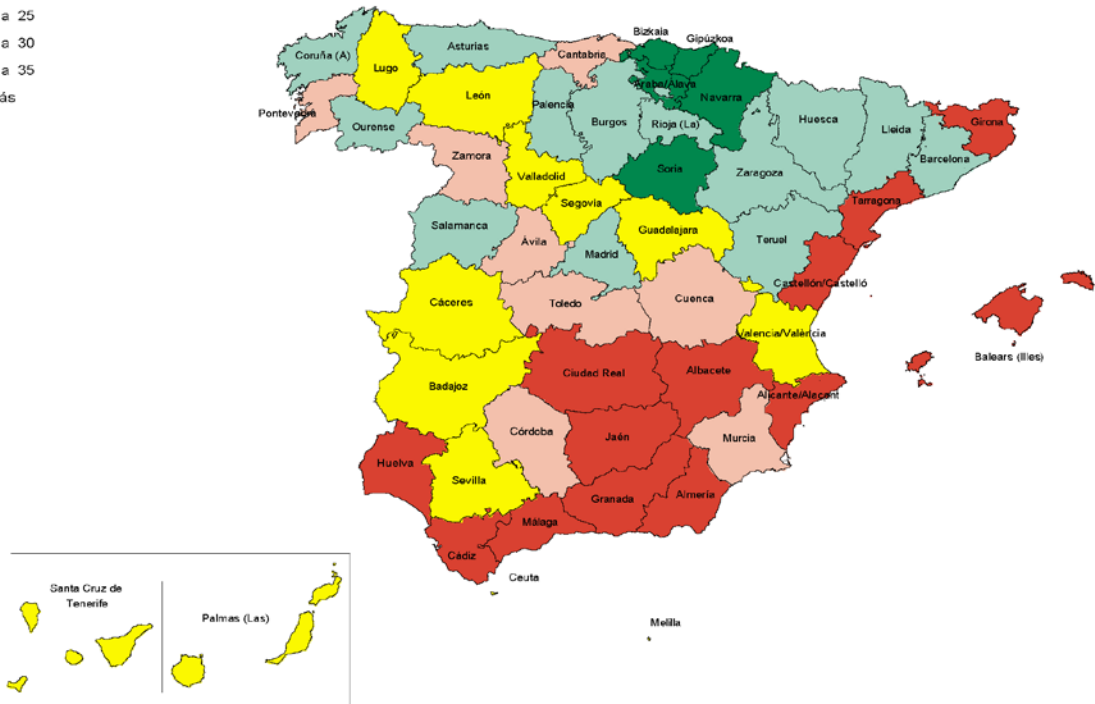 a 25
a 30
a 35
ás
Bizkaia
Gipúzkoa
Coruña (A)
Asturias
Cantabria
Lugo
Araba/Álava
León
Navarra
Palencia
Pontevedra
Ourense
Burgos
Rioja (La)
Huesca
Lleida
Girona
Zamora
Barcelona
Valladolid
Soria
Zaragoza
Segovia
Tarragona
Salamanca
Guadalajara
Ávila
Teruel
Madrid
Castellón/Castelló
Cáceres
Toledo
Cuenca
Valencia/València
Balears (Illes)
Ciudad Real
Albacete
Badajoz
Alicante/Alacant
Córdoba
Jaén
Murcia
Huelva
Sevilla
Granada
Almería
Málaga
Cádiz
Ceuta
Santa Cruz de
Tenerife
Palmas (Las)
Melilla